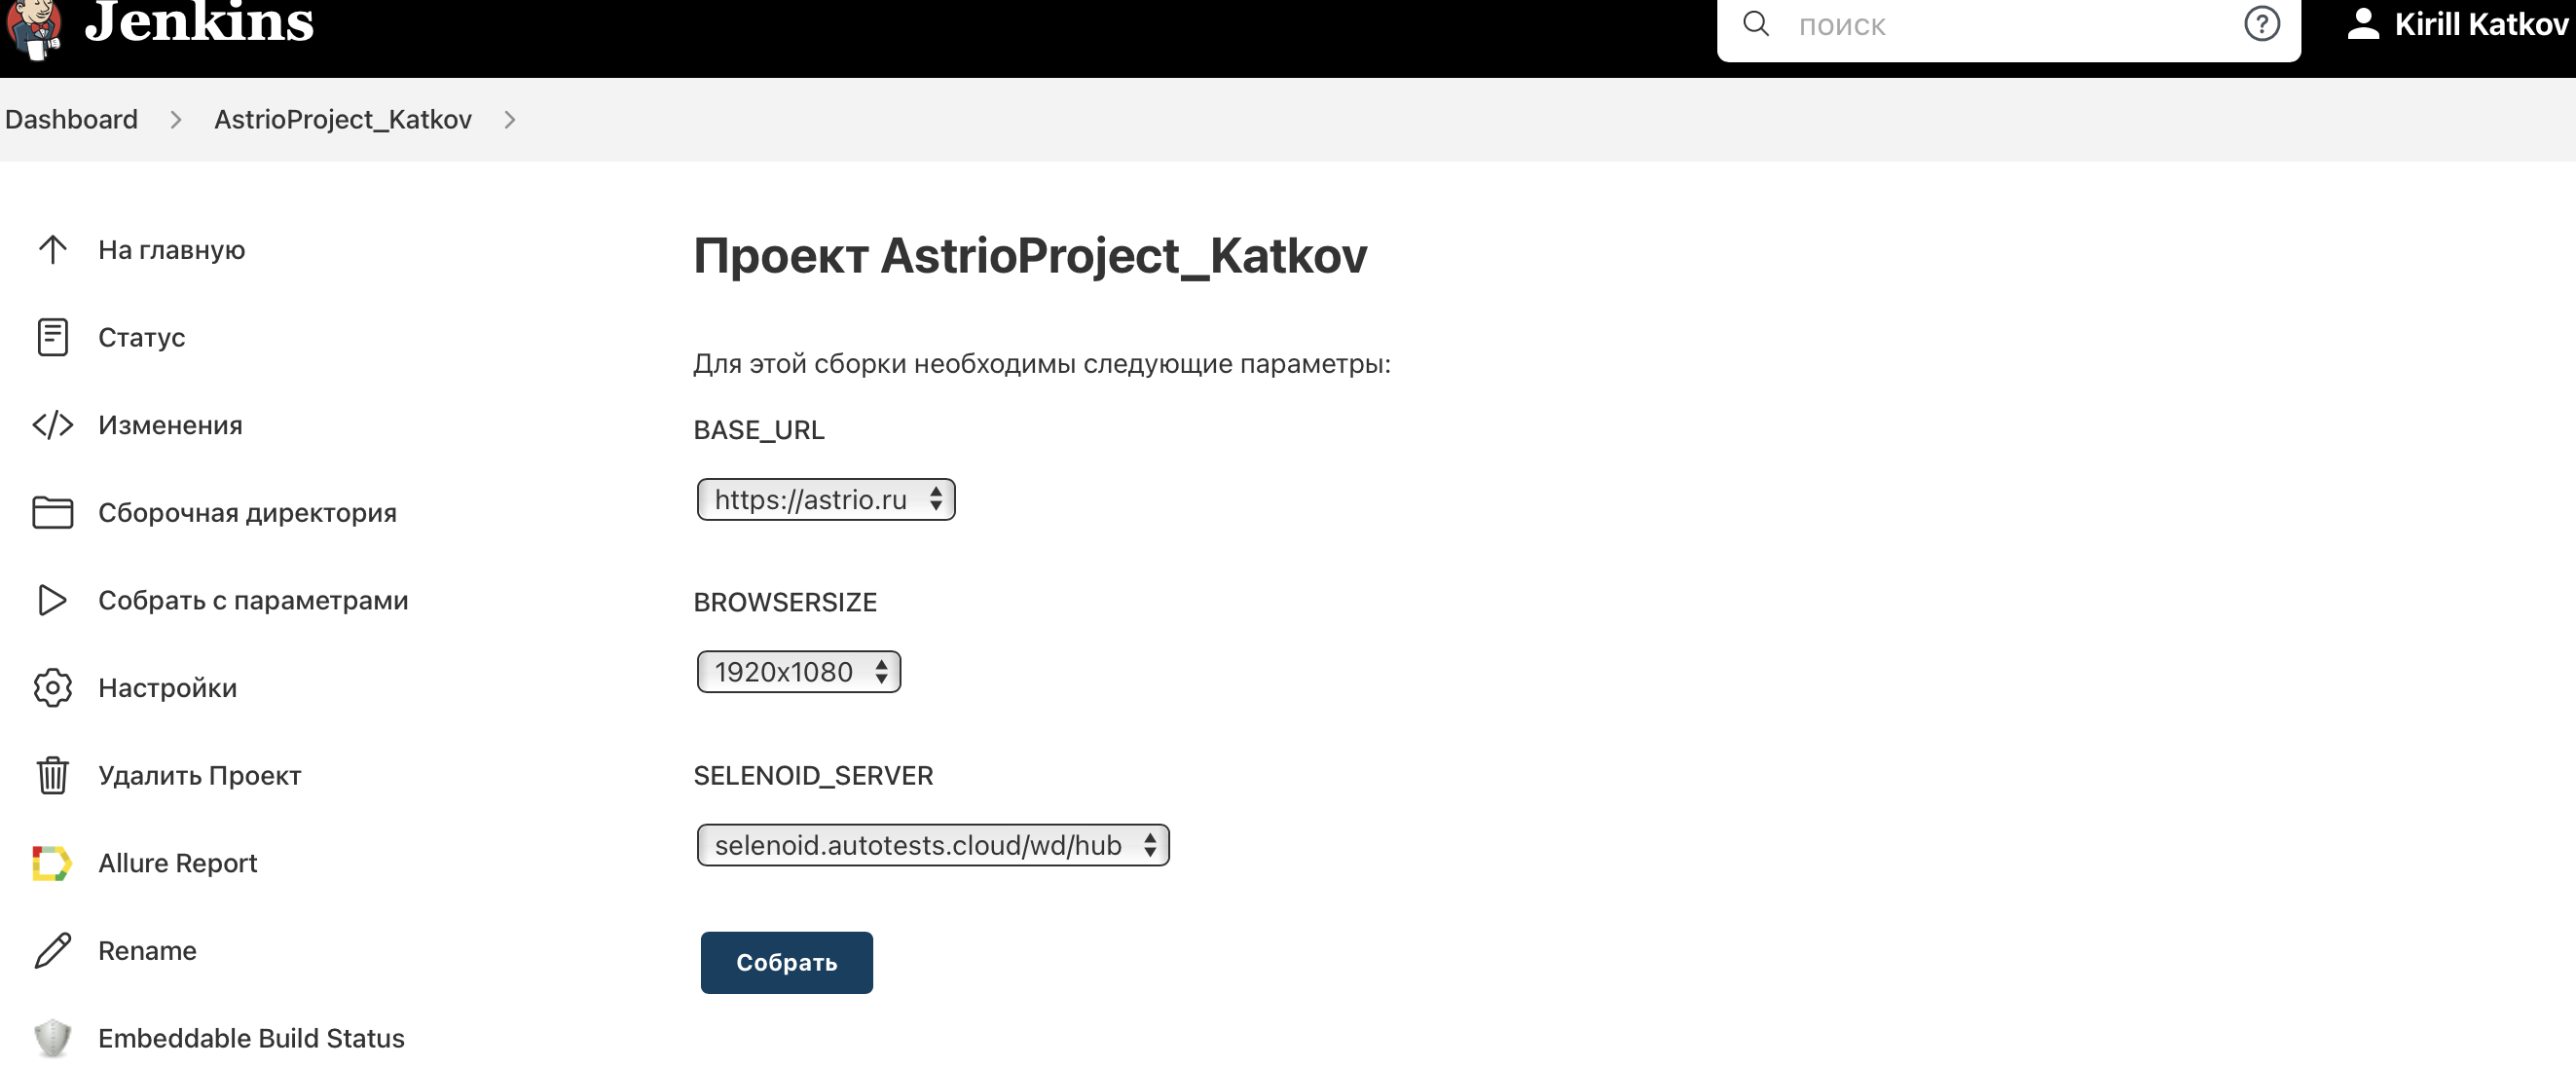 Jenkins
поиск
Kirill Katkov
Dashboard
AstrioProject_Katkov
На главную
Статус
Изменения
Сборочная директория
Собрать с параметрами
Настройки
Удалить Проект
Allure Report
Rename
Embeddable Build Status
Проект AstrioProject_Katkov
Для этой сборки необходимы следующие параметры:
BASE_URL
https://astrio.ru
BROWSERSIZE
1920x1080
SELENOID_SERVER
selenoid.autotests.cloud/wd/hub
Собрать